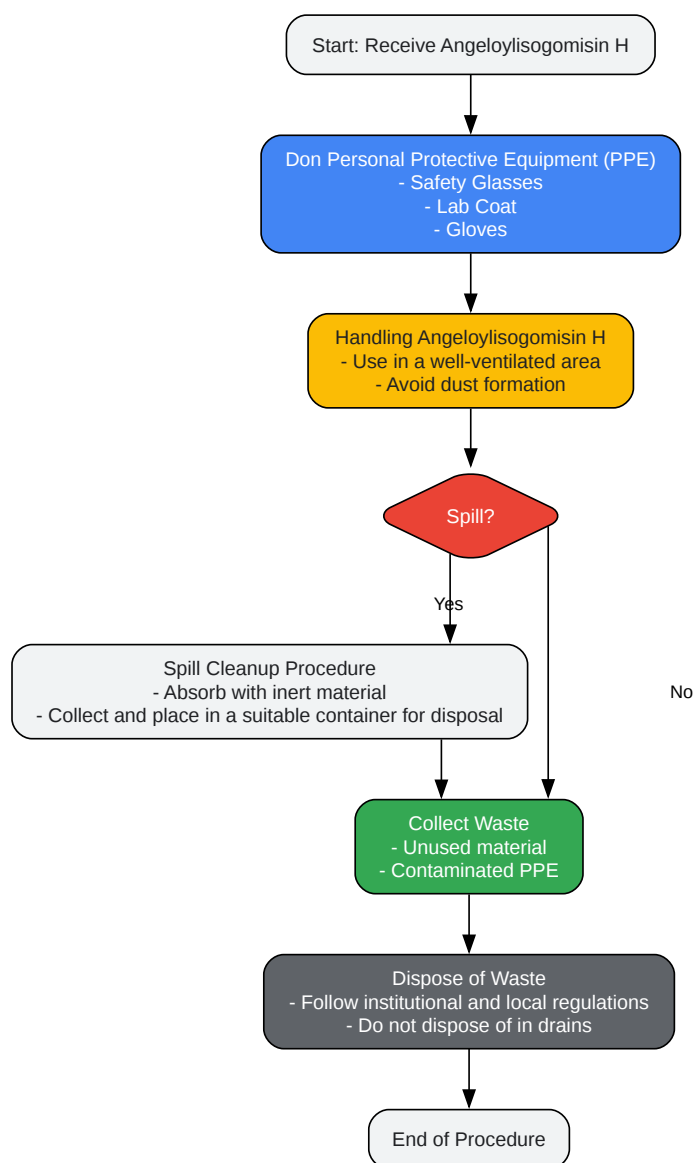 Start: Receive Angeloylisogomisin H
Don Personal Protective Equipment (PPE)
- Safety Glasses
- Lab Coat
- Gloves
Handling Angeloylisogomisin H
- Use in a well-ventilated area
- Avoid dust formation
Spill?
Yes
Spill Cleanup Procedure
- Absorb with inert material
- Collect and place in a suitable container for disposal
No
Collect Waste
- Unused material
- Contaminated PPE
Dispose of Waste
- Follow institutional and local regulations
- Do not dispose of in drains
End of Procedure